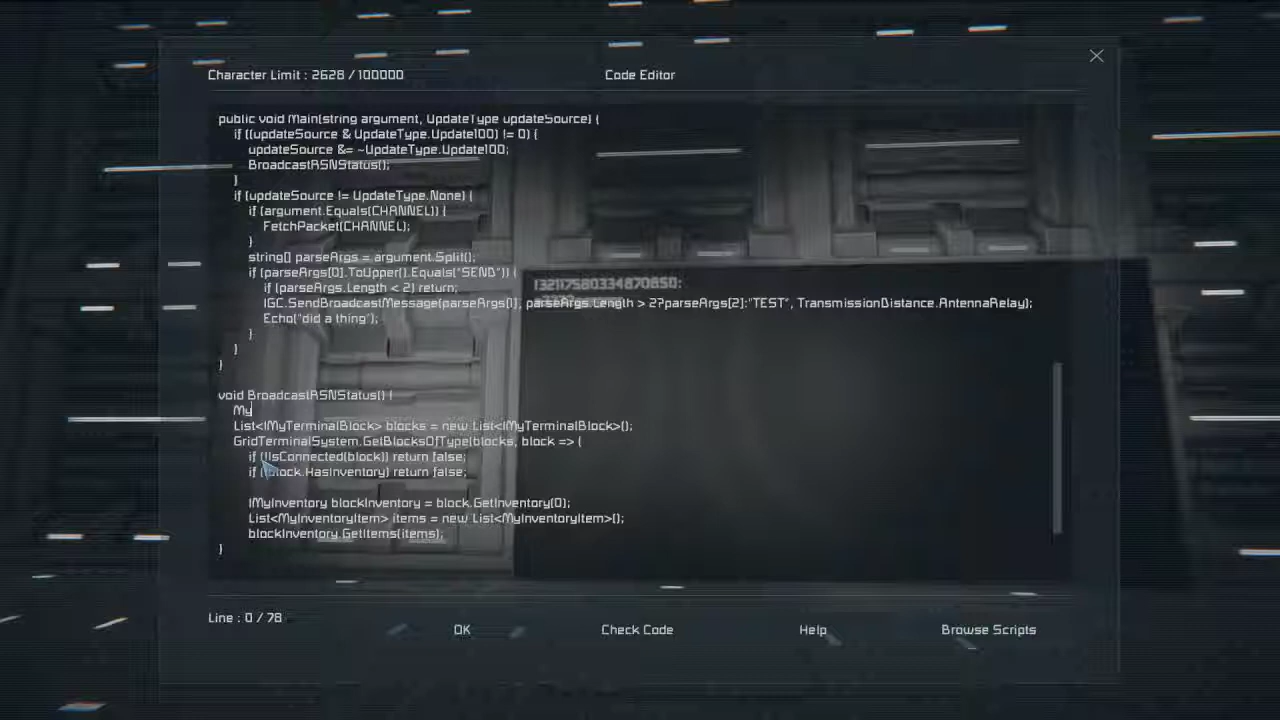 Character Limit : 2628 / 100000
Code Editor
public void Main(string argument, UpdateType updateSource) {
if ((updateSource & UpdateType.Update100) != 0) {
updateSource &= ~UpdateType.Update100;
BroadcastRSNStatus();
}
if (updateSource != UpdateType.None) {
if (argument.Equals(CHANNEL)) {
FetchPacket(CHANNEL);
}
string[] parseArgs = argument.Split();
if (parseArgs[0].ToUpper().Equals("SEND")) {
if (parseArgs.Length < 2) return;
IGC.SendBroadcastMessage(parseArgs[1], parseArgs.Length > 2?parseArgs[2]:"TEST", TransmissionDistance.AntennaRelay);
Echo("did a thing");
}
}
}
void BroadcastRSNStatus() {
My
List<IMyTerminalBlock> blocks = new List<IMyTerminalBlock>();
GridTerminalSystem.GetBlocksOfType(blocks, block => {
if (!IsConnected(block)) return false;
if (!block.HasInventory) return false;
IMyInventory blockInventory = block.GetInventory(0);
List<MyInventoryItem> items = new List<MyInventoryItem>();
blockInventory.GetItems(items);
}
Line : 0 / 78
OK
Check Code
Help
Browse Scripts